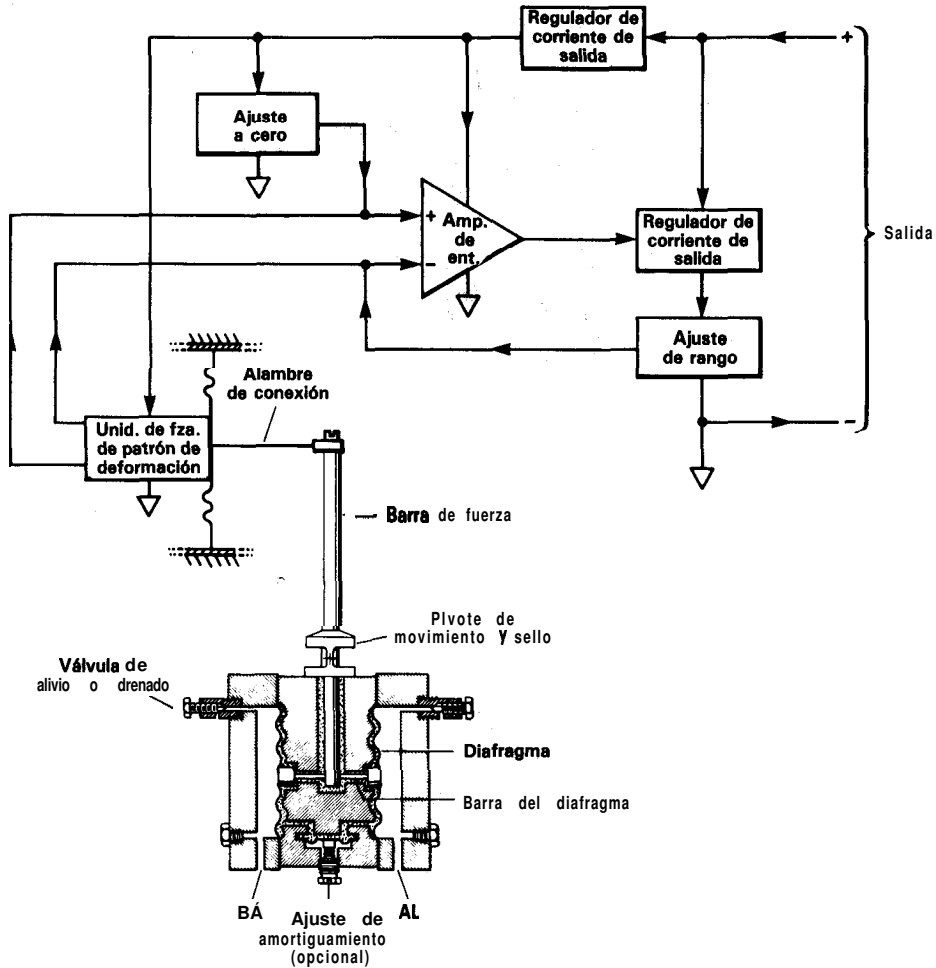 Regulador de
corriente de
salida
+
Ajuste
a cero
+
Amp.
de
ent.
-
Regulador de
corriente de
salida
Salida
Ajuste
de rango
-
Alambre
de conexión
Unid. de fza.
de patrón de
deformación
Barra de fuerza
PIvote de
movimiento y sello
Válvula de
alivio o drenado
Diafragma
Barra del diafragma
BÁ
AL
Ajuste de
amortiguamiento
(opcional)